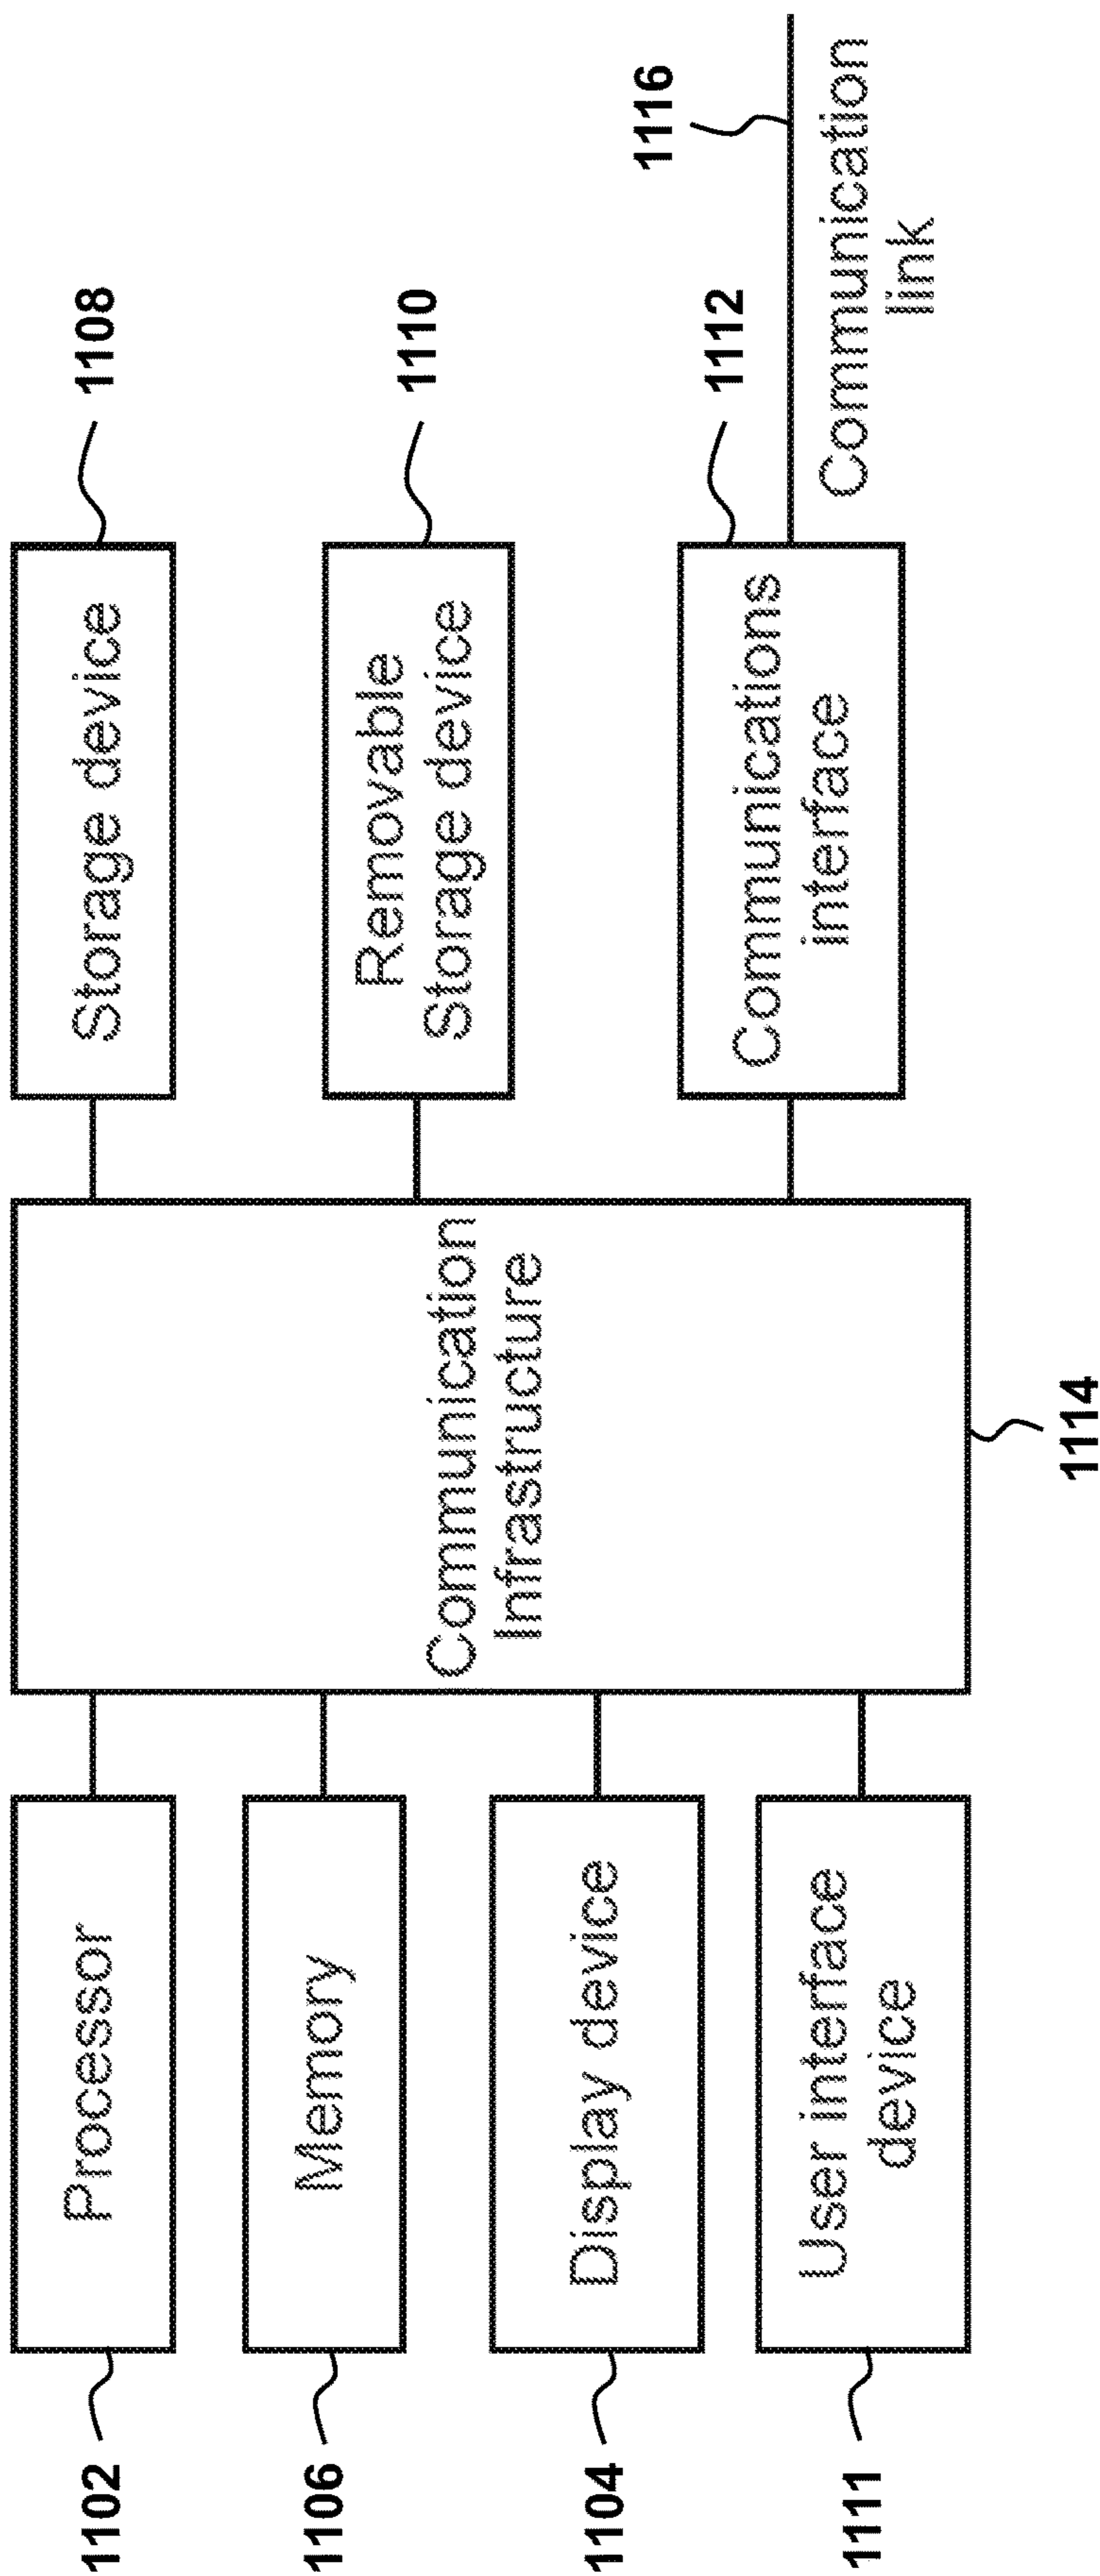 1102
Processor
1106
Memory
1104
Display device
1111
User interface
device
Communication
Infrastructure
1114
Storage device
1108
Removable
Storage device
1110
Communications
interface
1112
1116
Communication
link